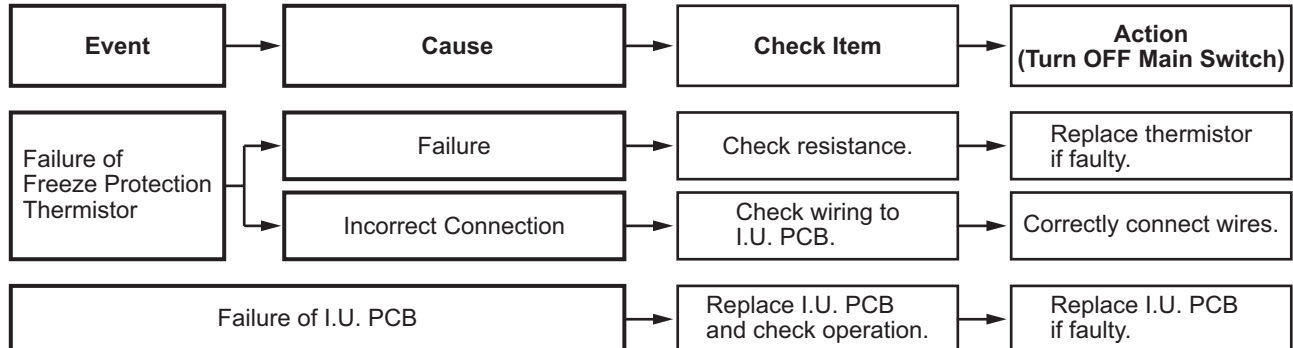 Event
Cause
Check Item
Action
(Turn OFF Main Switch)
Failure of
Freeze Protection
Thermistor
Failure
Check resistance.
Replace thermistor
if faulty.
Incorrect Connection
Check wiring to
I.U. PCB.
Correctly connect wires.
Failure of I.U. PCB
Replace I.U. PCB
and check operation.
Replace I.U. PCB
if faulty.